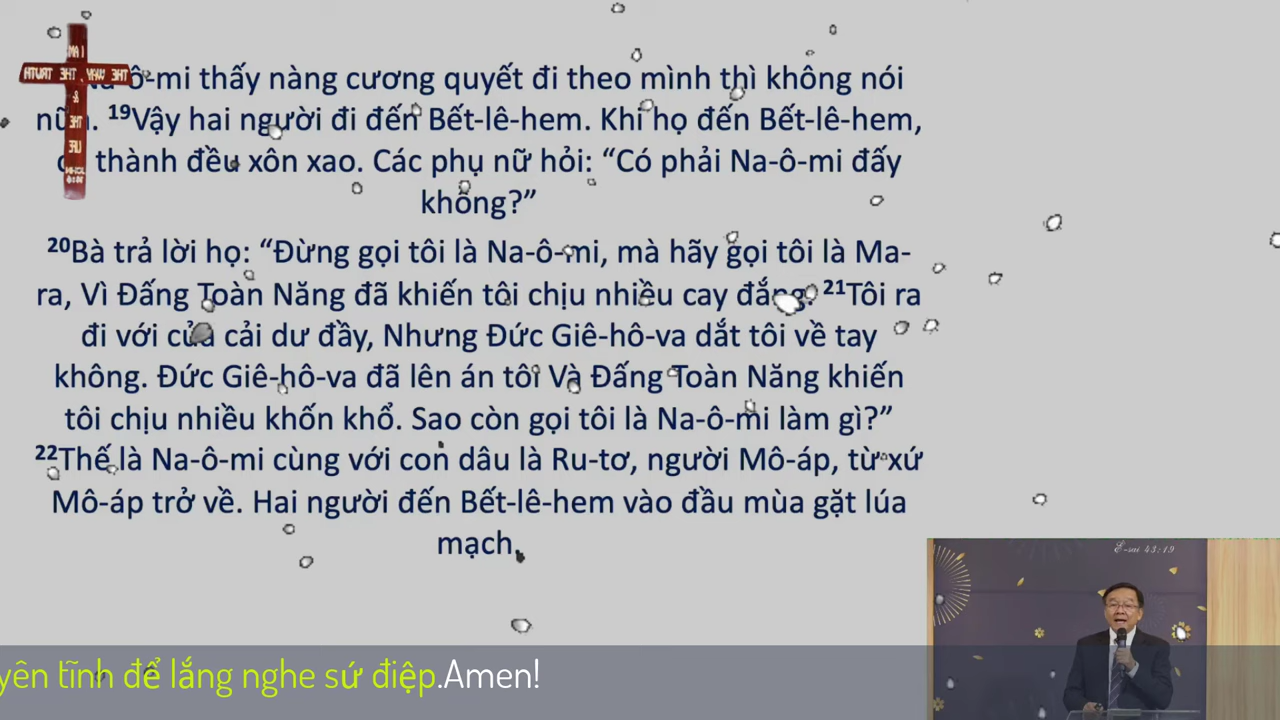 ô-mi thấy nàng cương quyết đi theo mình thì không nói
¹⁹Vậy hai người đi đến Bết-lê-hem. Khi họ đến Bết-lê-hem,
thành đều xôn xao. Các phụ nữ hỏi: “Có phải Na-ô-mi đấy
không?”
²⁰Bà trả lời họ: “Đừng gọi tôi là Na-ô-mi, mà hãy gọi tôi là Ma-
ra, Vì Đấng Toàn Năng đã khiến tôi chịu nhiều cay đắng. ²¹Tôi ra
đi với của cải dư đầy, Nhưng Đức Giê-hô-va dắt tôi về tay
không. Đức Giê-hô-va đã lên án tôi Và Đấng Toàn Năng khiến
tôi chịu nhiều khốn khổ. Sao còn gọi tôi là Na-ô-mi làm gì?”
²²Thế là Na-ô-mi cùng với con dâu là Ru-tơ, người Mô-áp, từ xứ
Mô-áp trở về. Hai người đến Bết-lê-hem vào đầu mùa gặt lúa
mạch.
Ê-sai 43:19
yên tĩnh để lắng nghe sứ điệp.Amen!